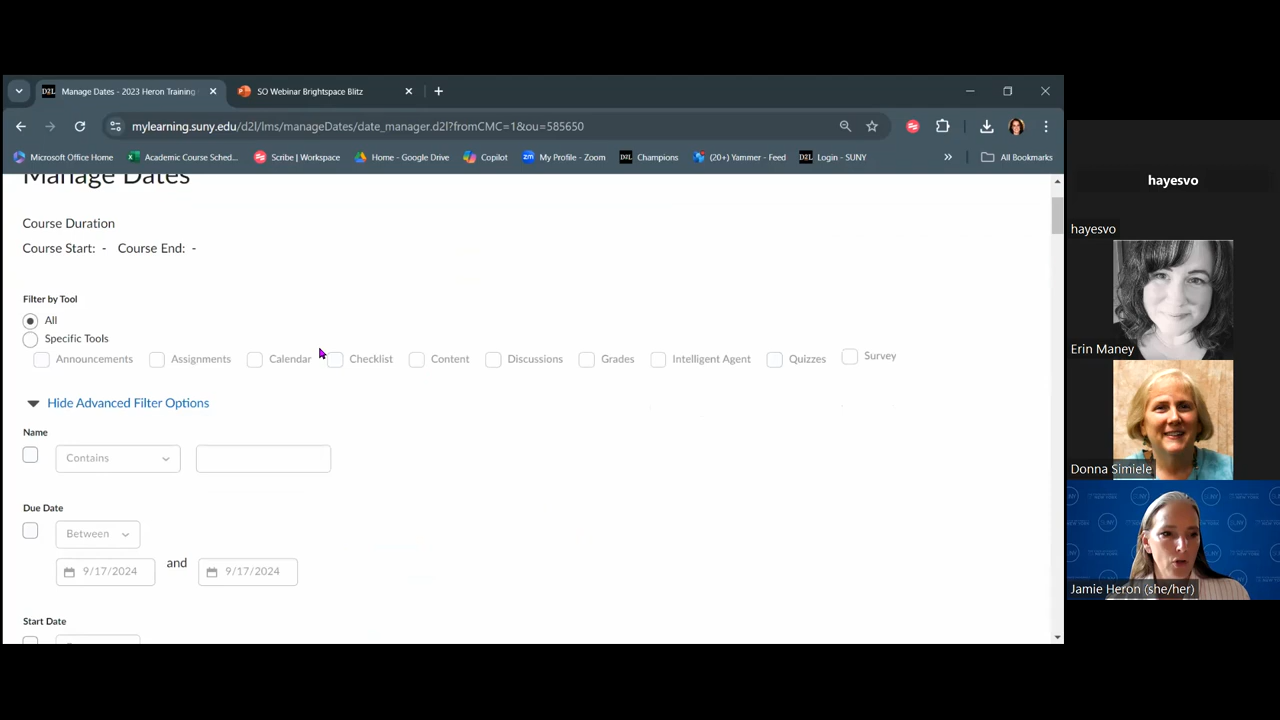 D2L Manage Dates - 2023 Heron Training
SO Webinar Brightspace Blitz
mylearning.suny.edu/d2l/lms/manageDates/date_manager.d2l?fromCMC=1&ou=585650
Microsoft Office Home Academic Course Sched... Scribe | Workspace Home - Google Drive Copilot zm My Profile - Zoom D2L Champions (20+) Yammer - Feed D2L Login - SUNY » All Bookmarks
Manage Dates
Course Duration
Course Start: - Course End: -
Filter by Tool
All
Specific Tools
Announcements Assignments Calendar Checklist Content Discussions Grades Intelligent Agent Quizzes Survey
Hide Advanced Filter Options
Name
Contains
Due Date
Between
9/17/2024 and 9/17/2024
Start Date
hayesvo
hayesvo
Erin Maney
Donna Simiele
Jamie Heron (she/her)